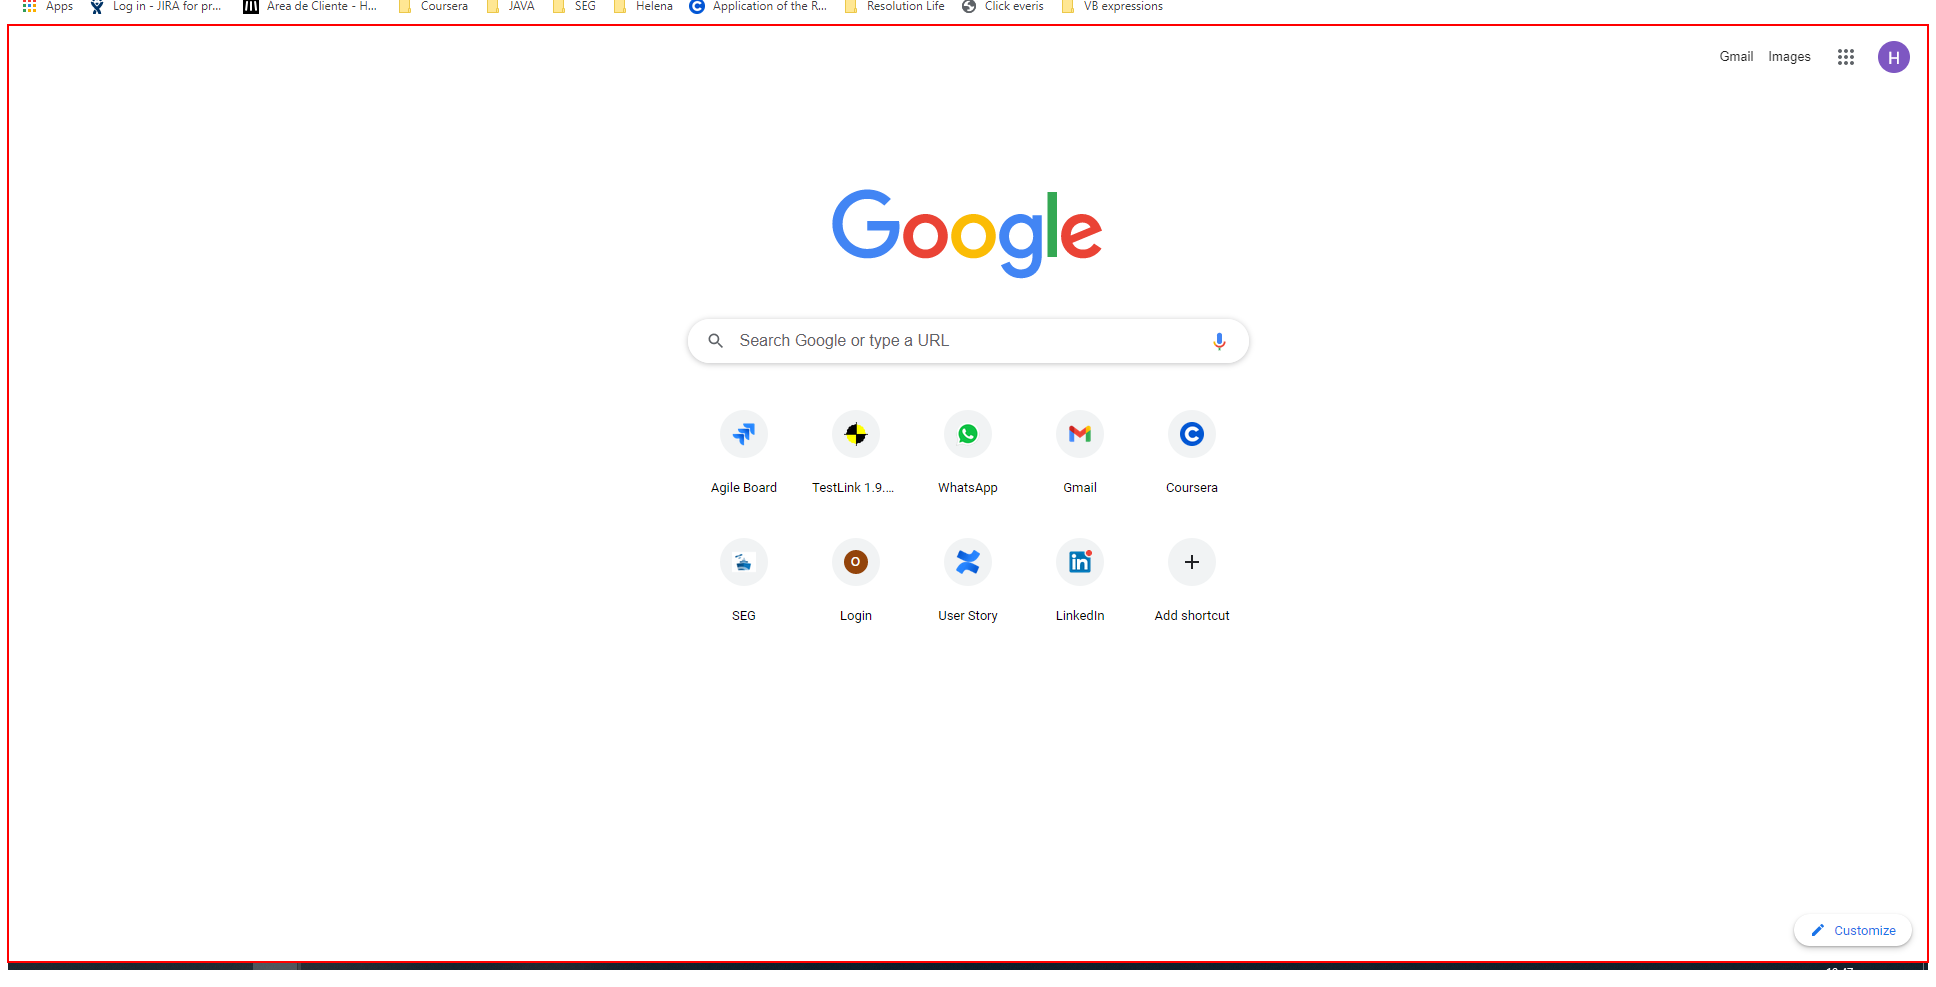 Apps Log in - JIRA for pr... Área de Cliente - H... Coursera JAVA SEG Helena Application of the R... Resolution Life Click everis VB expressions
Gmail Images H
Google
Search Google or type a URL
Agile Board TestLink 1.9.... WhatsApp Gmail Coursera
SEG Login User Story LinkedIn Add shortcut
Customize